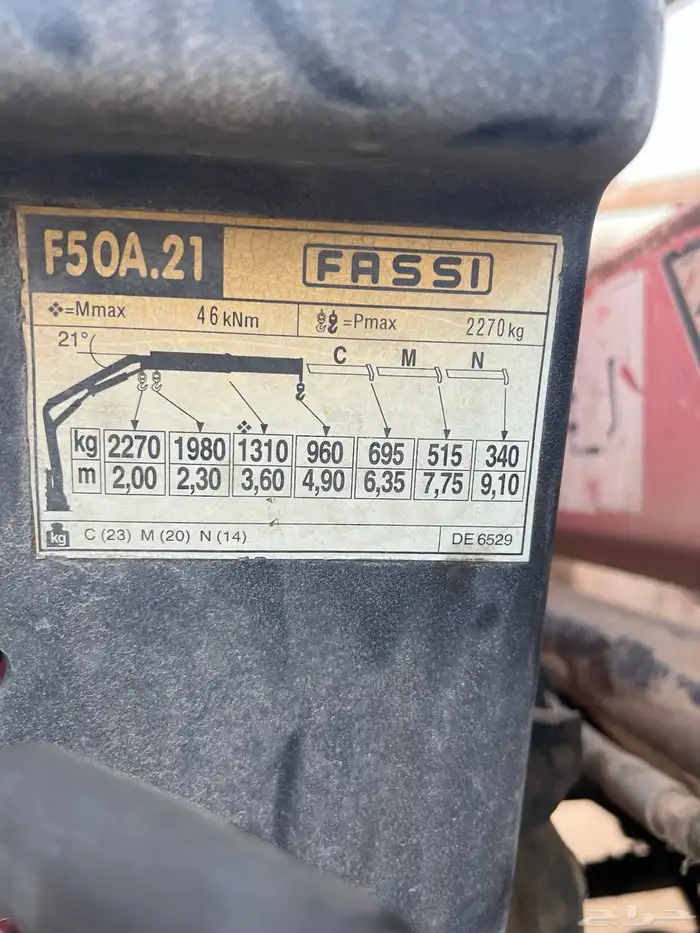 F50A.21 FASSI
❖=Mmax 46 kNm =Pmax 2270 kg
21°
C M N
❖
kg 2270 1980 1310 960 695 515 340
m 2,00 2,30 3,60 4,90 6,35 7,75 9,10
kg C (23) M (20) N (14) DE 6529
حراج